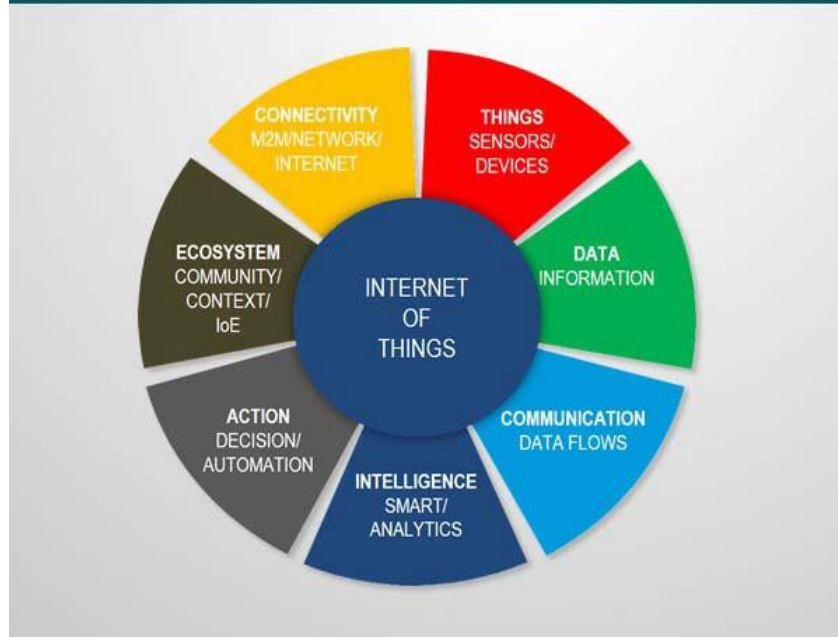 CONNECTIVITY
M2M/NETWORK/
INTERNET
THINGS
SENSORS/
DEVICES
ECOSYSTEM
COMMUNITY/
CONTEXT/
IoE
DATA
INFORMATION
INTERNET
OF
THINGS
ACTION
DECISION/
AUTOMATION
COMMUNICATION
DATA FLOWS
INTELLIGENCE
SMART/
ANALYTICS